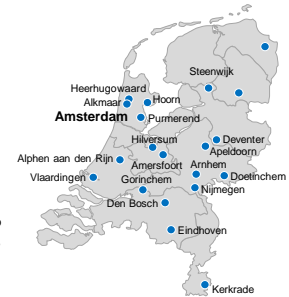 Steenwijk
Heerhugowaard
Alkmaar
Hoorn
Amsterdam
Purmerend
Hilversum
Deventer
Apeldoorn
Alphen aan den Rijn
Amersfoort
Vlaardingen
Arnhem
Doetinchem
Gorinchem
Nijmegen
Den Bosch
Eindhoven
Kerkrade